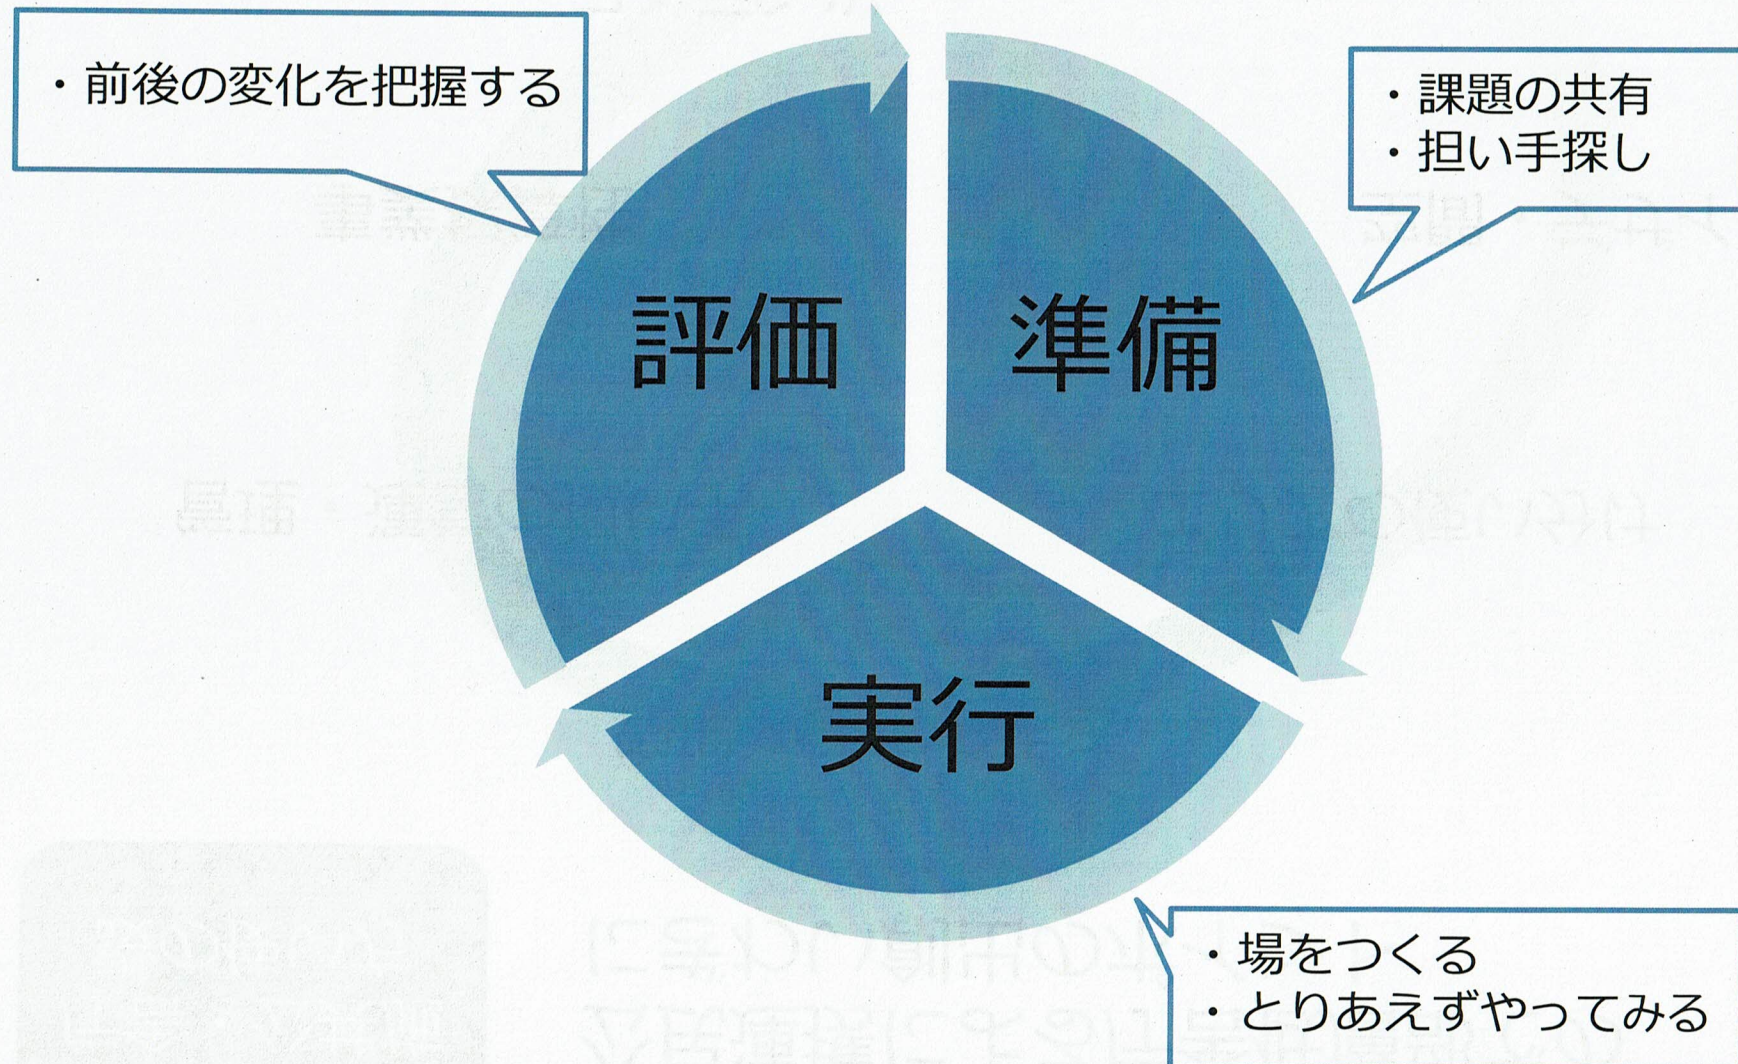 ・前後の変化を把握する
・課題の共有
・担い手探し
評価
準備
実行
・場をつくる
・とりあえずやってみる